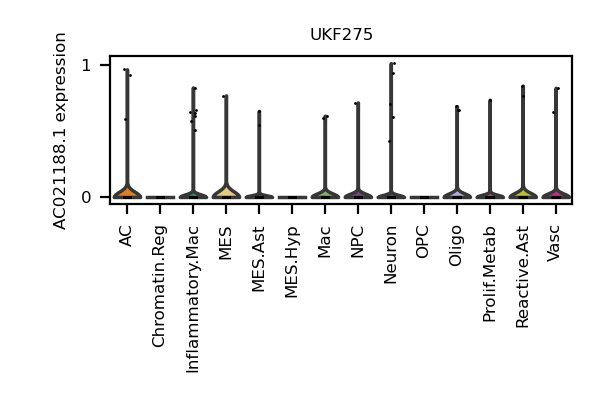 UKF275
AC021188.1 expression
1
0
AC
Chromatin.Reg
Inflammatory.Mac
MES
MES.Ast
MES.Hyp
Mac
NPC
Neuron
OPC
Oligo
Prolif.Metab
Reactive.Ast
Vasc